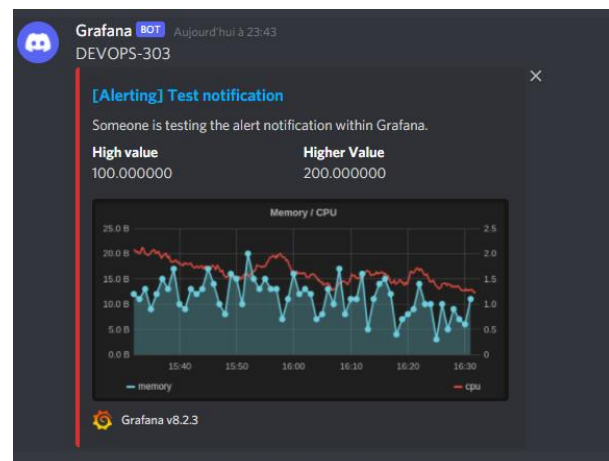 Grafana BOT Aujourd'hui à 23:43
DEVOPS-303
[Alerting] Test notification
Someone is testing the alert notification within Grafana.
High value Higher Value
100.000000 200.000000
Memory / CPU
25.0 B 2.5
20.0 B 2.0
15.0 B 1.5
10.0 B 1.0
5.0 B 0.5
0.0 B 0
15:40 15:50 16:00 16:10 16:20 16:30
memory cpu
Grafana v8.2.3